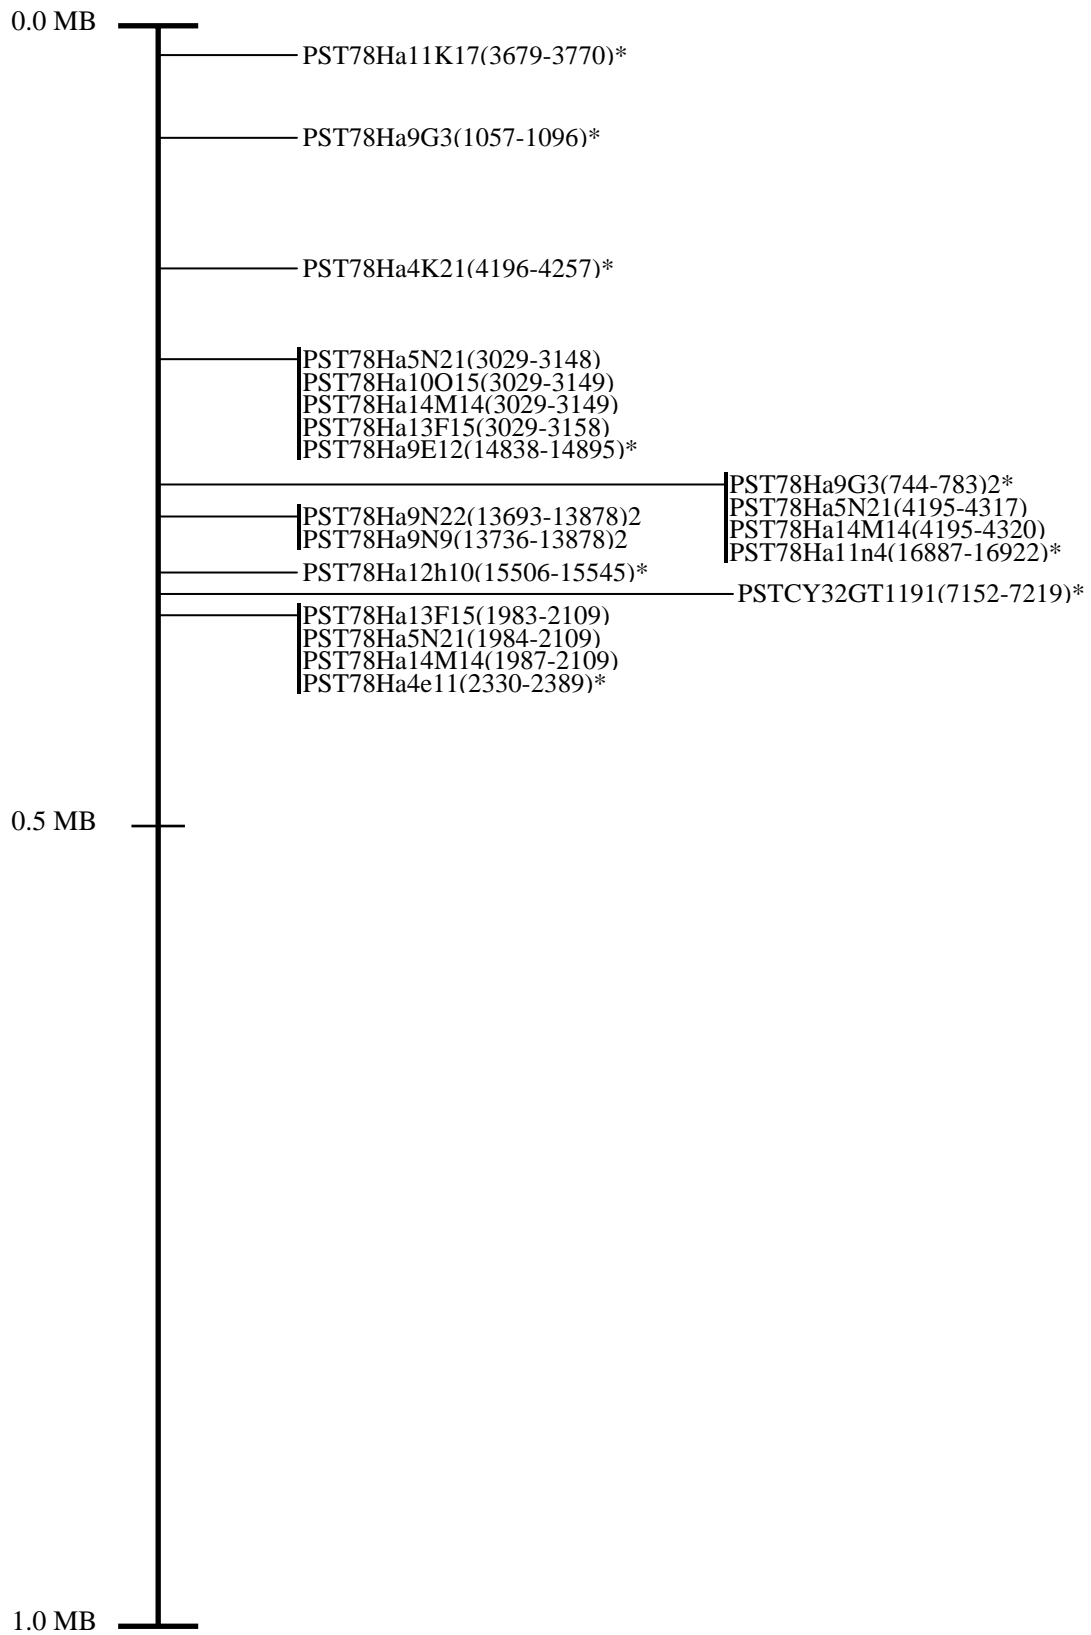 0.0 MB
PST78Ha11K17(3679-3770)*
PST78Ha9G3(1057-1096)*
PST78Ha4K21(4196-4257)*
PST78Ha5N21(3029-3148)
PST78Ha10O15(3029-3149)
PST78Ha14M14(3029-3149)
PST78Ha13F15(3029-3158)
PST78Ha9E12(14838-14895)*
PST78Ha9G3(744-783)2*
PST78Ha5N21(4195-4317)
PST78Ha14M14(4195-4320)
PST78Ha11n4(16887-16922)*
PST78Ha9N22(13693-13878)2
PST78Ha9N9(13736-13878)2
PST78Ha12h10(15506-15545)*
PSTCY32GT1191(7152-7219)*
PST78Ha13F15(1983-2109)
PST78Ha5N21(1984-2109)
PST78Ha14M14(1987-2109)
PST78Ha4e11(2330-2389)*
0.5 MB
1.0 MB